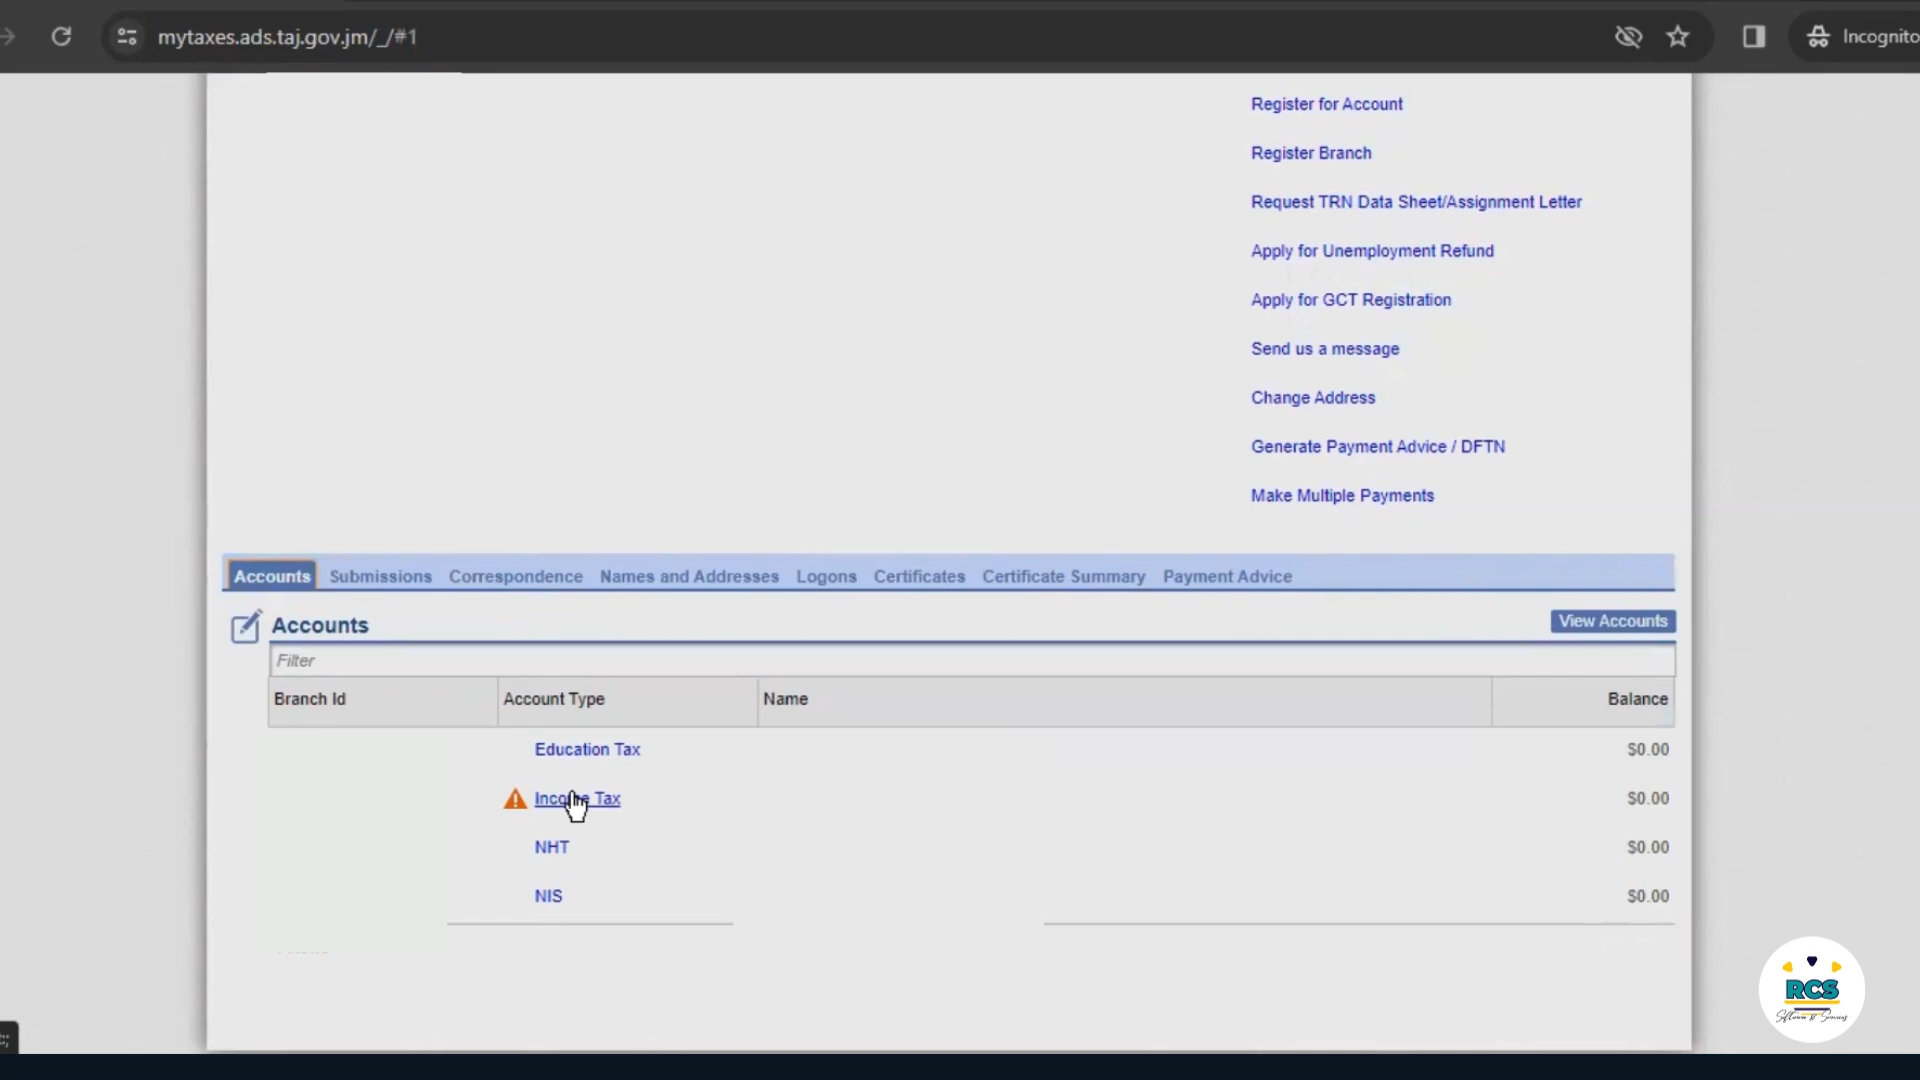 mytaxes.ads.taj.gov.jm/_/#1
Incognito
Register for Account
Register Branch
Request TRN Data Sheet/Assignment Letter
Apply for Unemployment Refund
Apply for GCT Registration
Send us a message
Change Address
Generate Payment Advice / DFTN
Make Multiple Payments
Accounts Submissions Correspondence Names and Addresses Logons Certificates Certificate Summary Payment Advice
Accounts View Accounts
Filter
Branch Id Account Type Name Balance
Education Tax $0.00
Income Tax $0.00
NHT $0.00
NIS $0.00
RCS
Software & Services